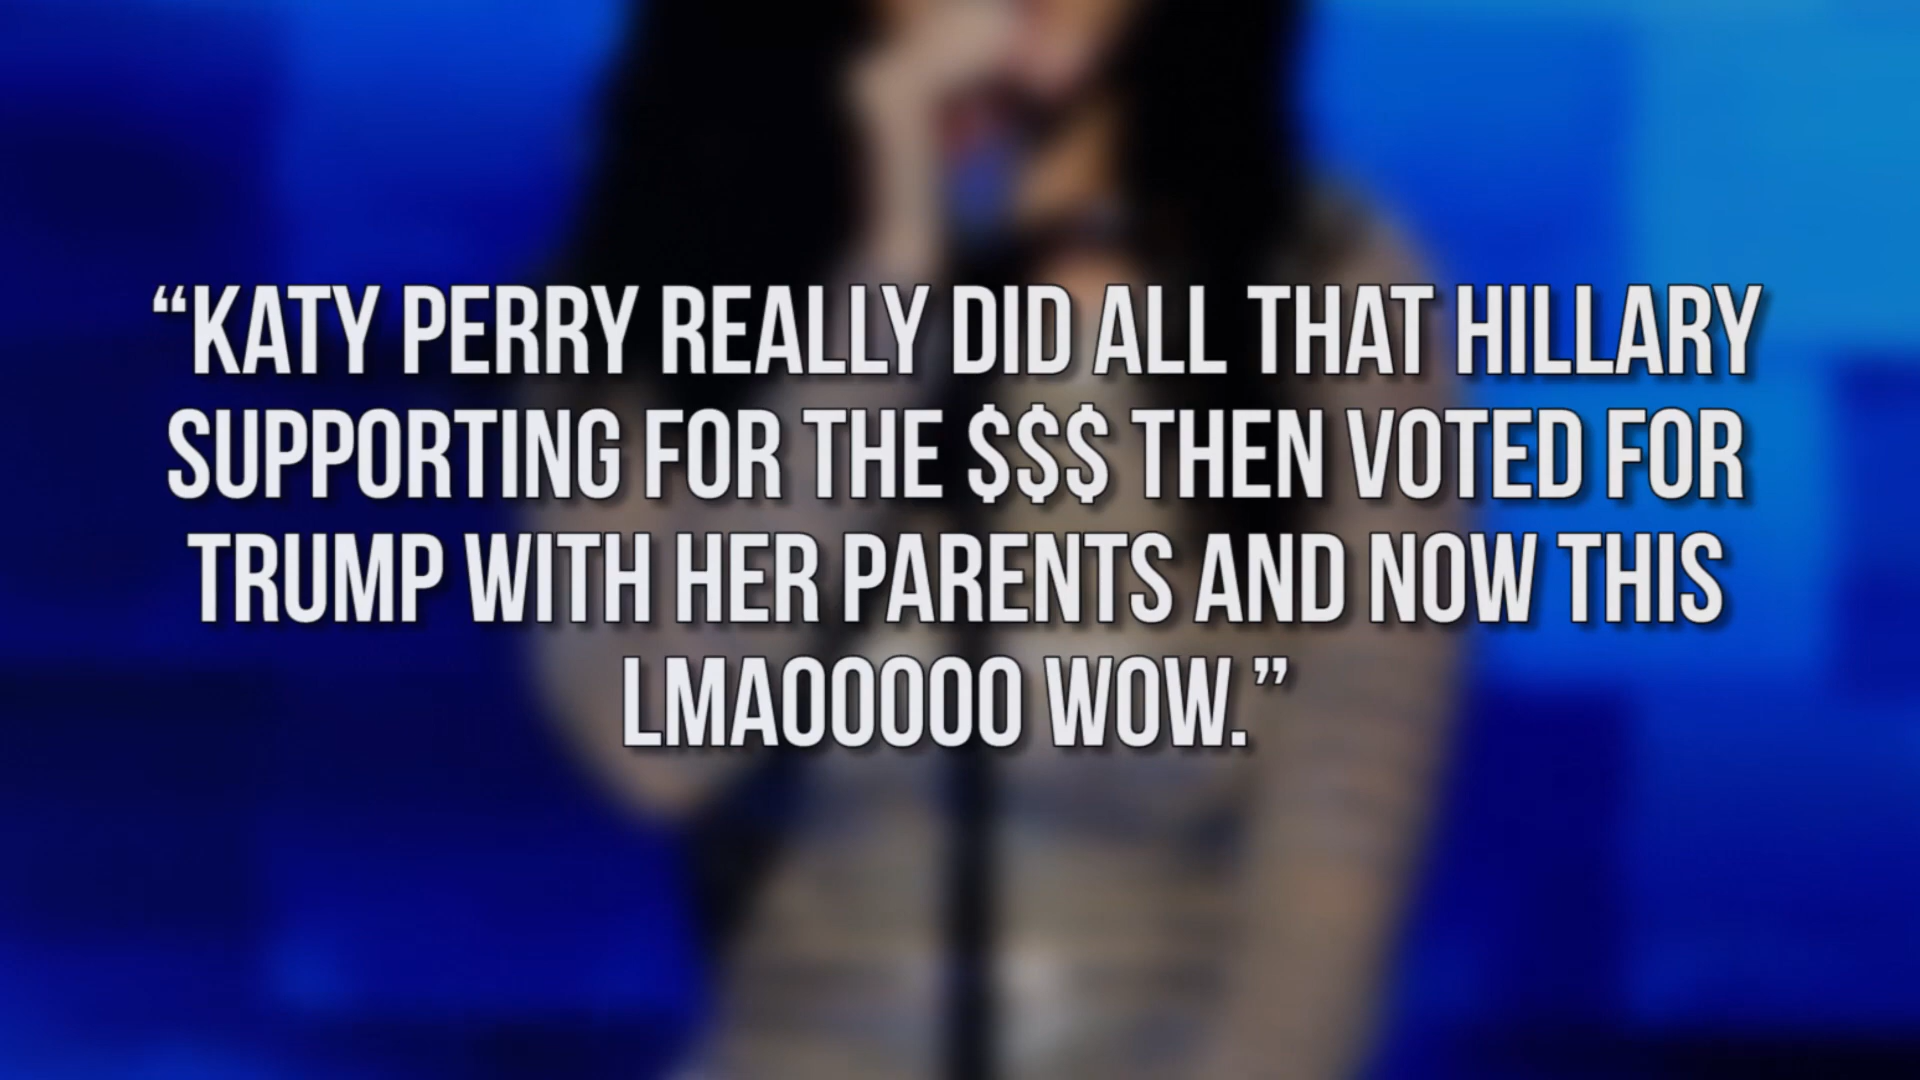 “KATY PERRY REALLY DID ALL THAT HILLARY
SUPPORTING FOR THE $$$ THEN VOTED FOR
TRUMP WITH HER PARENTS AND NOW THIS
LMAOOOOO WOW.”